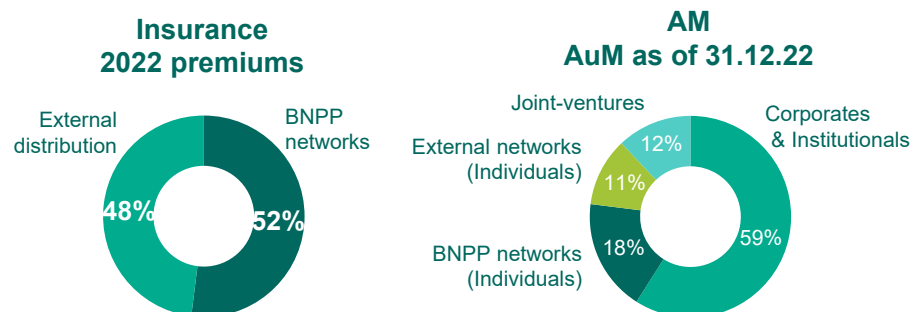 Insurance
2022 premiums
External
distribution
BNPP
networks
48%
52%
AM
AuM as of 31.12.22
Joint-ventures
Corporates
& Institutionals
External networks
(Individuals)
12%
11%
BNPP networks
(Individuals)
18%
59%